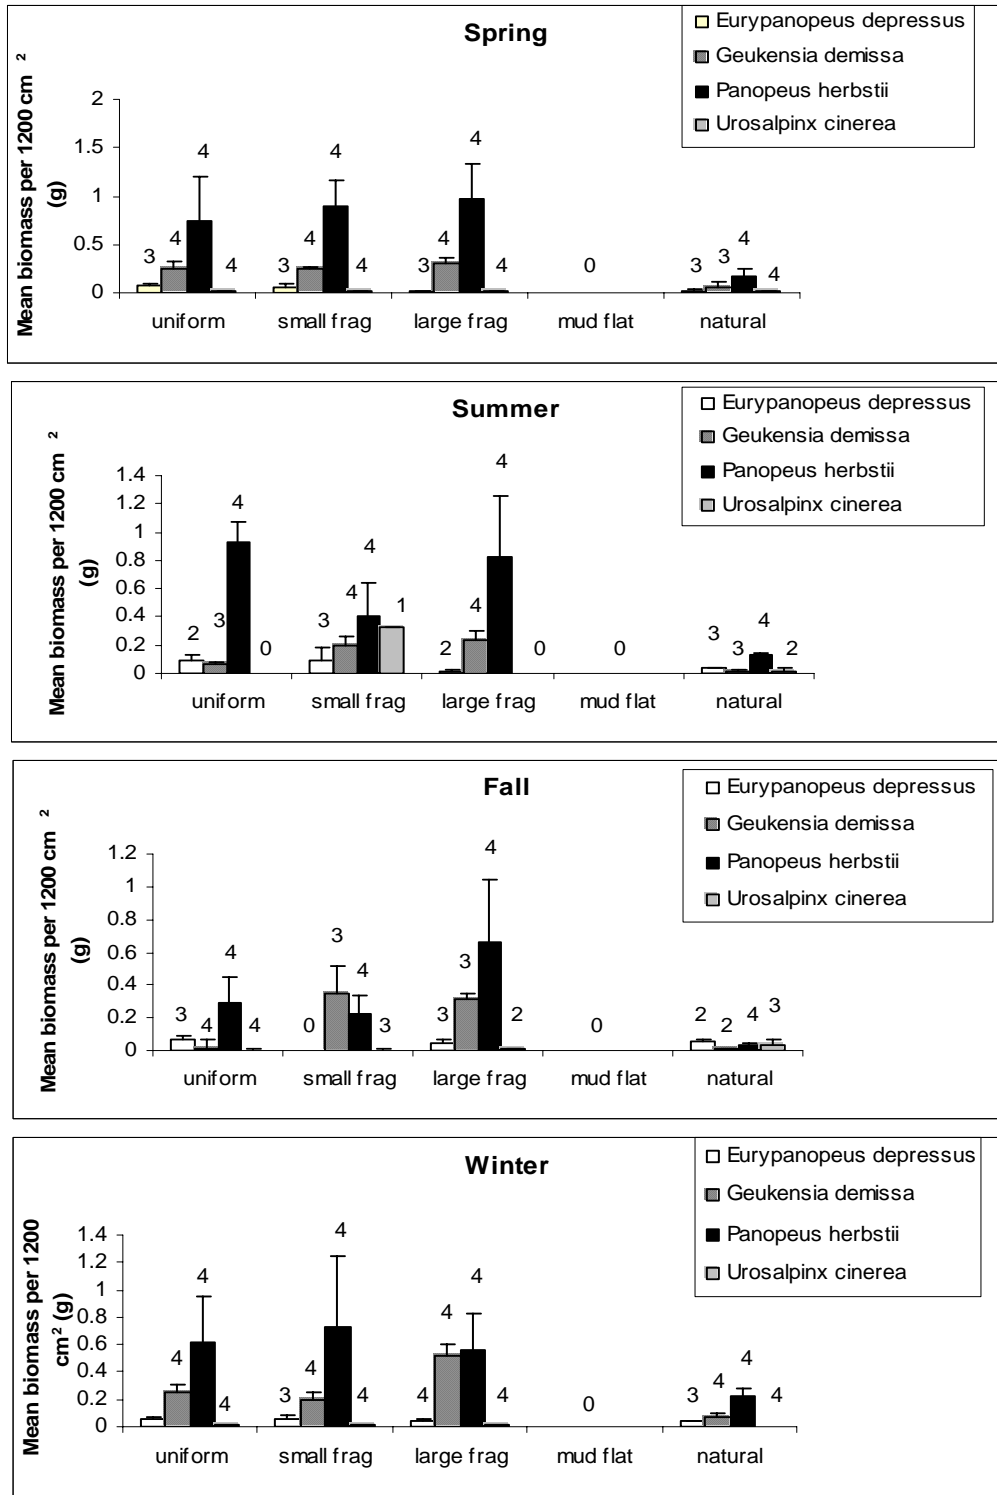 Spring
Eurypanopeus depressus
Geukensia demissa
Panopeus herbstii
Urosalpinx cinerea
Mean biomass per 1200 cm ²
(g)
2
1.5
1
0.5
0
3 4 4 4
3 4 4 4
3 4 4 4
0
3 3 4 4
uniform small frag large frag mud flat natural
Summer
Eurypanopeus depressus
Geukensia demissa
Panopeus herbstii
Urosalpinx cinerea
Mean biomass per 1200 cm ²
(g)
1.4
1.2
1
0.8
0.6
0.4
0.2
0
2 3 4 0
3 4 4 1
2 4 4 0
0
3 3 4 2
uniform small frag large frag mud flat natural
Fall
Eurypanopeus depressus
Geukensia demissa
Panopeus herbstii
Urosalpinx cinerea
Mean biomass per 1200 cm ²
(g)
1.2
1
0.8
0.6
0.4
0.2
0
3 4 4 4
0 3 4 3
3 3 4 2
0
2 2 4 3
uniform small frag large frag mud flat natural
Winter
Eurypanopeus depressus
Geukensia demissa
Panopeus herbstii
Urosalpinx cinerea
Mean biomass per 1200
cm² (g)
1.4
1.2
1
0.8
0.6
0.4
0.2
0
4 4 4
3 4 4 4
4 4 4 4
0
3 4 4 4
uniform small frag large frag mud flat natural